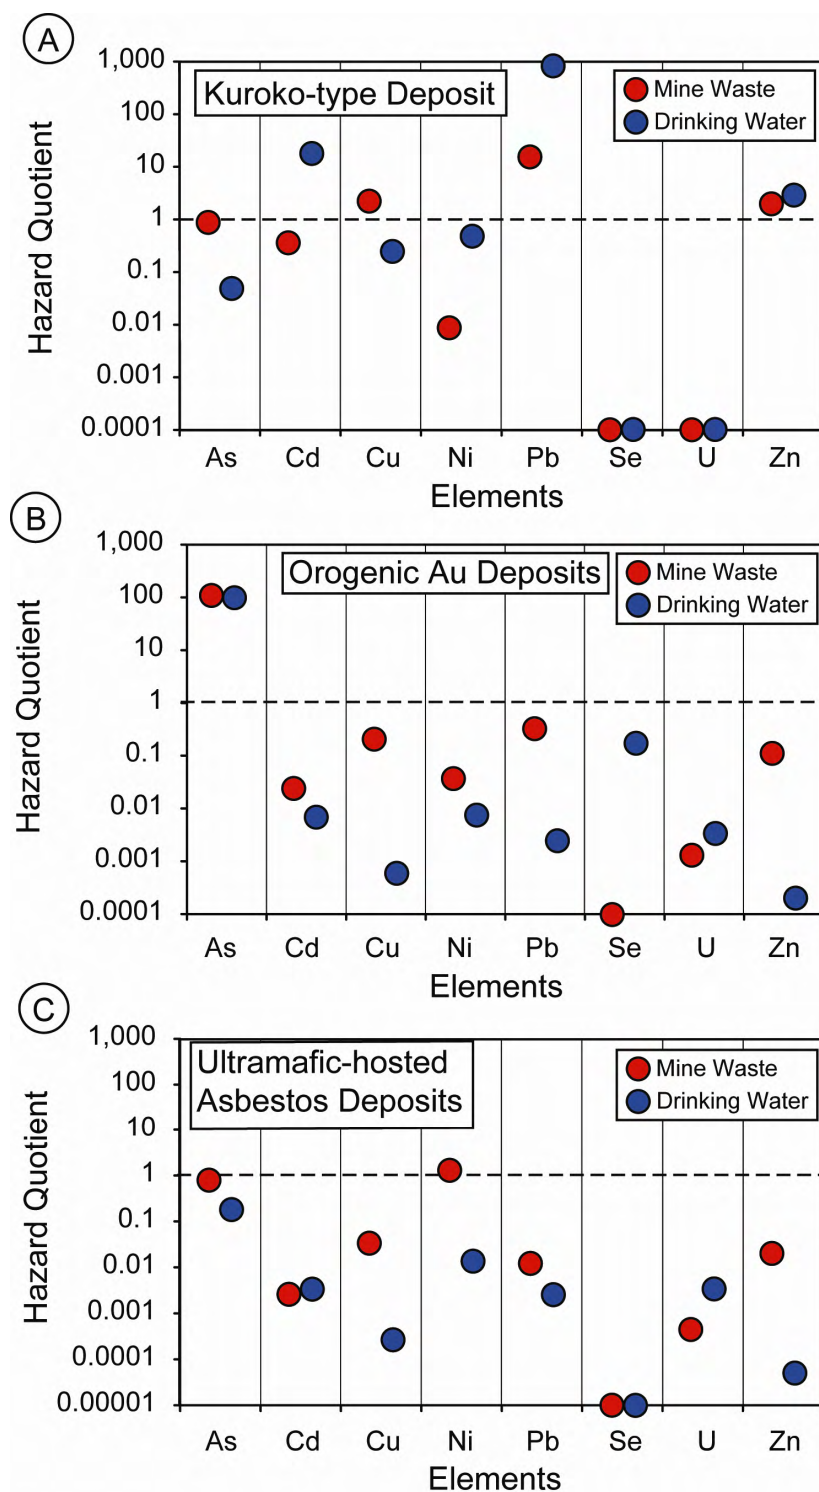 A
Kuroko-type Deposit
Mine Waste
Drinking Water
Hazard Quotient
1,000
100
10
1
0.1
0.01
0.001
0.0001
As Cd Cu Ni Pb Se U Zn
Elements
B
Orogenic Au Deposits
Mine Waste
Drinking Water
Hazard Quotient
1,000
100
10
1
0.1
0.01
0.001
0.0001
As Cd Cu Ni Pb Se U Zn
Elements
C
Ultramafic-hosted
Asbestos Deposits
Mine Waste
Drinking Water
Hazard Quotient
1,000
100
10
1
0.1
0.01
0.001
0.0001
0.00001
As Cd Cu Ni Pb Se U Zn
Elements